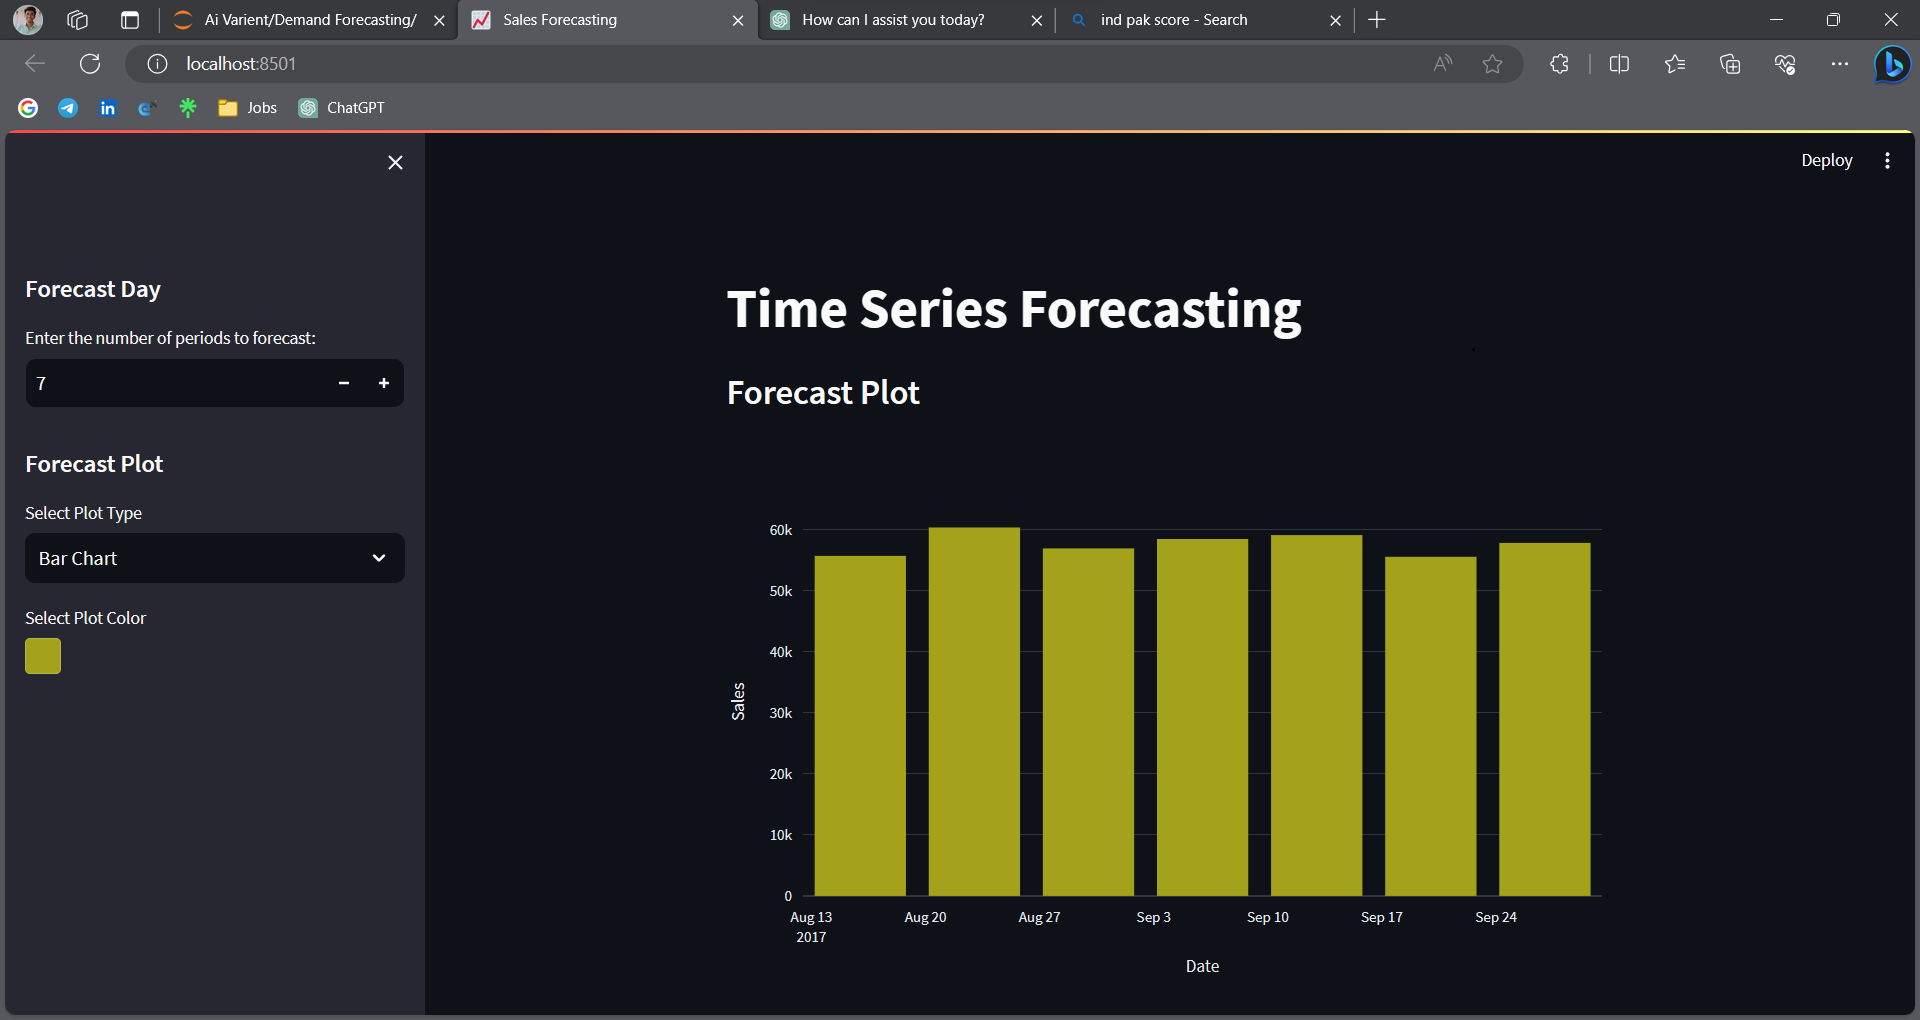 Ai Varient/Demand Forecasting/
Sales Forecasting
How can I assist you today?
ind pak score - Search
localhost:8501
Jobs
ChatGPT
Deploy
Forecast Day
Enter the number of periods to forecast:
7
Forecast Plot
Select Plot Type
Bar Chart
Select Plot Color
Time Series Forecasting
Forecast Plot
60k
50k
40k
30k
20k
10k
0
Sales
Aug 13 Aug 20 Aug 27 Sep 3 Sep 10 Sep 17 Sep 24
2017
Date